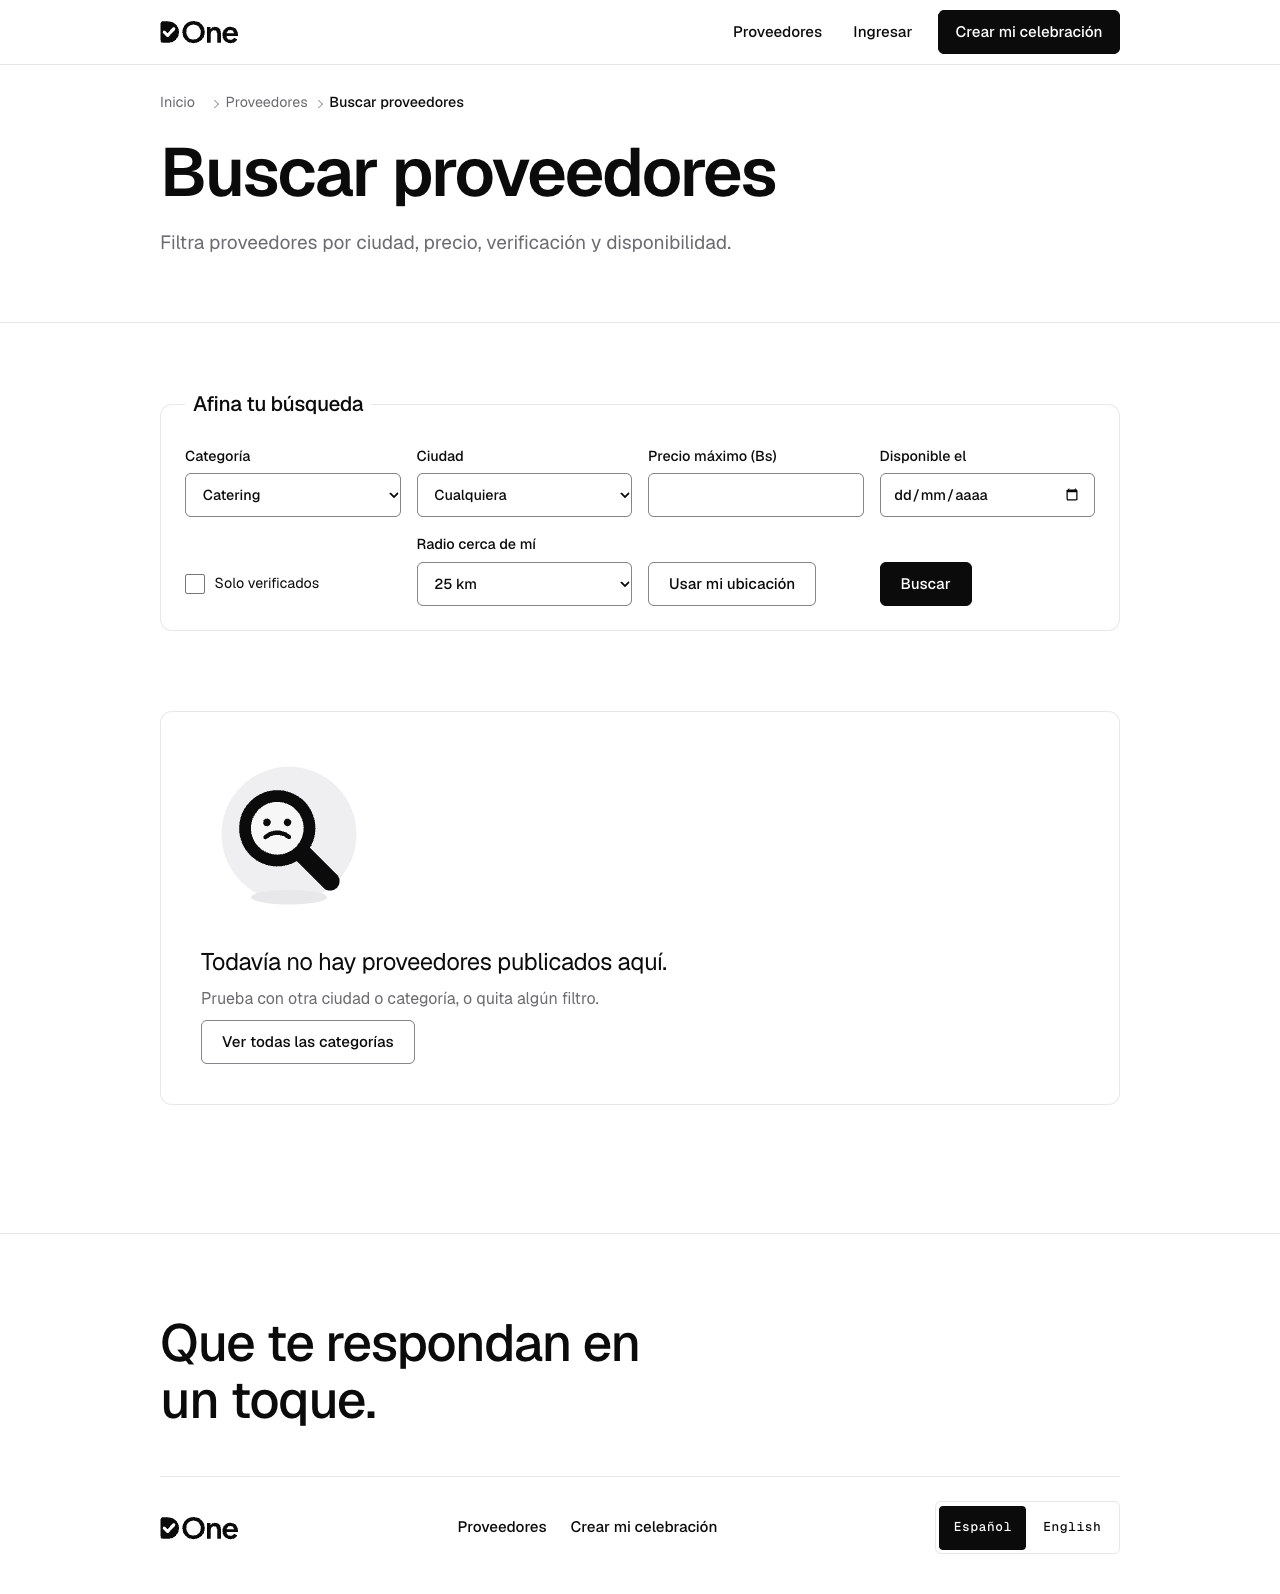 One
Proveedores
Ingresar
Crear mi celebración
Inicio
Proveedores
Buscar proveedores
Buscar proveedores
Filtra proveedores por ciudad, precio, verificación y disponibilidad.
Afina tu búsqueda
Categoría
Ciudad
Precio máximo (Bs)
Disponible el
Catering
Cualquiera
dd/mm/aaaa
Radio cerca de mí
Solo verificados
25 km
Usar mi ubicación
Buscar
Todavía no hay proveedores publicados aquí.
Prueba con otra ciudad o categoría, o quita algún filtro.
Ver todas las categorías
Que te respondan en
un toque.
One
Proveedores
Crear mi celebración
Español
English